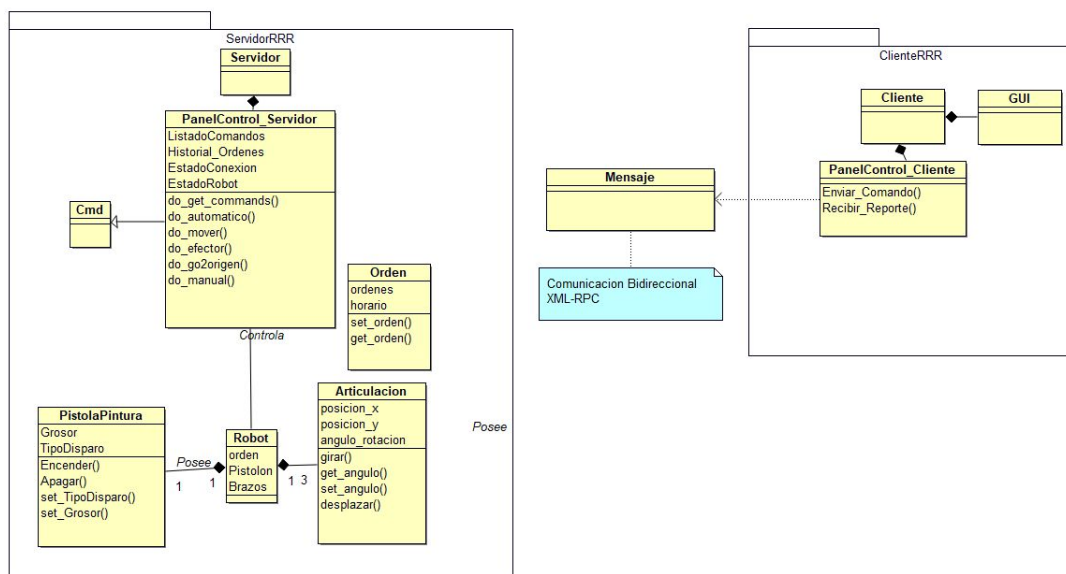 ServidorRRR
Servidor
PanelControl_Servidor
ListadoComandos
Historial_Ordenes
EstadoConexion
EstadoRobot
do_get_commands()
do_automatico()
do_mover()
do_efector()
do_go2origen()
do_manual()
Cmd
Orden
ordenes
horario
set_orden()
get_orden()
Controla
PistolaPintura
Grosor
TipoDisparo
Encender()
Apagar()
set_TipoDisparo()
set_Grosor()
Posee
1
1
Robot
orden
Pistolon
Brazos
1
3
Articulacion
posicion_x
posicion_y
angulo_rotacion
girar()
get_angulo()
set_angulo()
desplazar()
Posee
Mensaje
Comunicacion Bidireccional
XML-RPC
ClienteRRR
Cliente
GUI
PanelControl_Cliente
Enviar_Comando()
Recibir_Reporte()